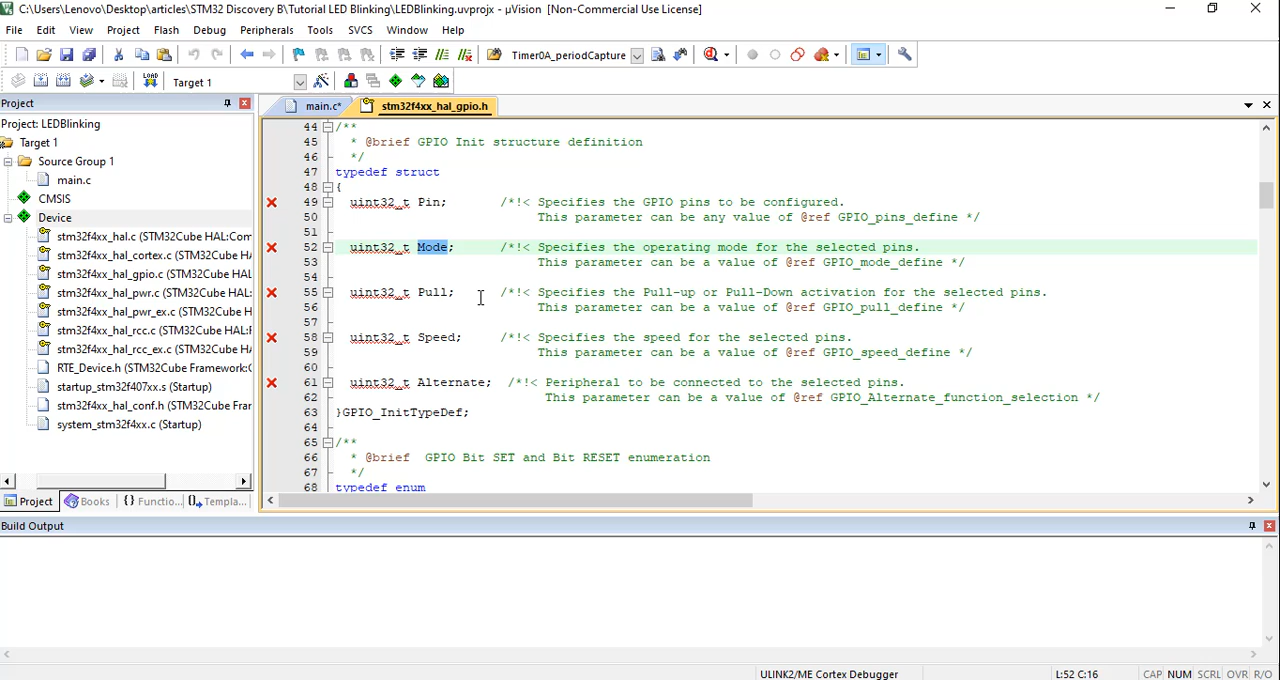 C:\Users\Lenovo\Desktop\articles\STM32 Discovery B\Tutorial LED Blinking\LEDBlinking.uvprojx - µVision [Non-Commercial Use License]
File Edit View Project Flash Debug Peripherals Tools SVCS Window Help
Timer0A_periodCapture
LOAD Target 1
Project
Project: LEDBlinking
Target 1
Source Group 1
main.c
CMSIS
Device
stm32f4xx_hal.c (STM32Cube HAL:Com
stm32f4xx_hal_cortex.c (STM32Cube
stm32f4xx_hal_gpio.c (STM32Cube HAL
stm32f4xx_hal_pwr.c (STM32Cube HAL:
stm32f4xx_hal_pwr_ex.c (STM32Cube
stm32f4xx_hal_rcc.c (STM32Cube HAL:F
stm32f4xx_hal_rcc_ex.c (STM32Cube
RTE_Device.h (STM32Cube Framework:C
startup_stm32f407xx.s (Startup)
stm32f4xx_hal_conf.h (STM32Cube Fran
system_stm32f4xx.c (Startup)
Project Books {} Functio... Templa...
main.c* stm32f4xx_hal_gpio.h
44 /**
45 * @brief GPIO Init structure definition
46 */
47 typedef struct
48 {
49 uint32_t Pin; /*!< Specifies the GPIO pins to be configured.
50 This parameter can be any value of @ref GPIO_pins_define */
51
52 uint32_t Mode; /*!< Specifies the operating mode for the selected pins.
53 This parameter can be a value of @ref GPIO_mode_define */
54
55 uint32_t Pull; /*!< Specifies the Pull-up or Pull-Down activation for the selected pins.
56 This parameter can be a value of @ref GPIO_pull_define */
57
58 uint32_t Speed; /*!< Specifies the speed for the selected pins.
59 This parameter can be a value of @ref GPIO_speed_define */
60
61 uint32_t Alternate; /*!< Peripheral to be connected to the selected pins.
62 This parameter can be a value of @ref GPIO_Alternate_function_selection */
63 }GPIO_InitTypeDef;
64
65 /**
66 * @brief GPIO Bit SET and Bit RESET enumeration
67 */
68 typedef enum
Build Output
ULINK2/ME Cortex Debugger L:52 C:16 CAP NUM SCRL OVR R/O